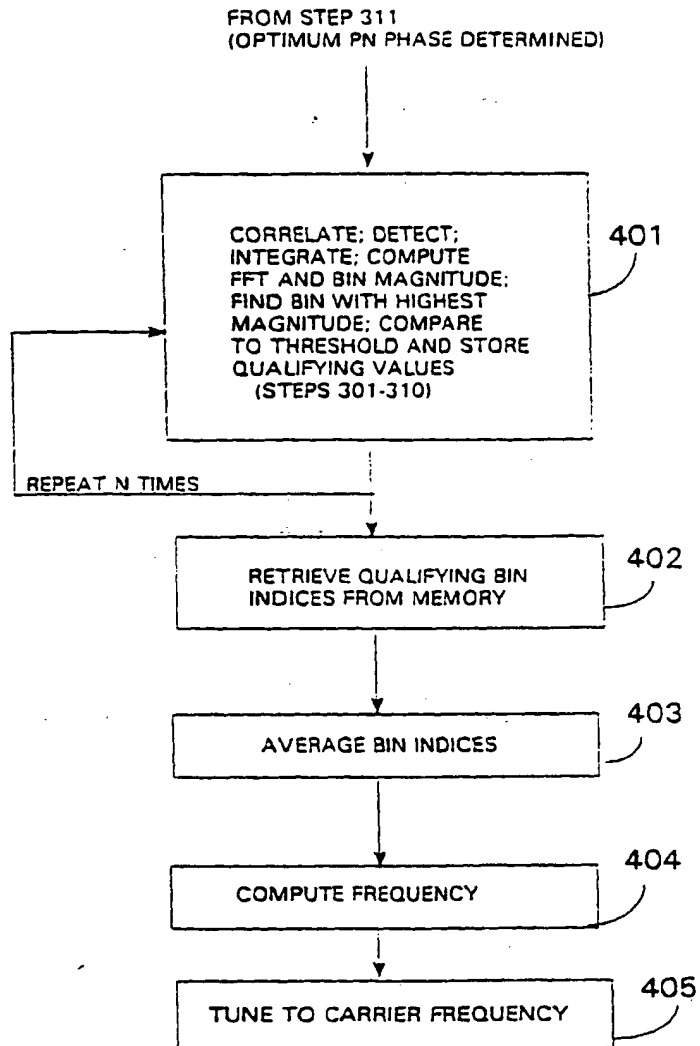 FROM STEP 311
(OPTIMUM PN PHASE DETERMINED)
CORRELATE; DETECT;
INTEGRATE; COMPUTE
FFT AND BIN MAGNITUDE;
FIND BIN WITH HIGHEST
MAGNITUDE; COMPARE
TO THRESHOLD AND STORE
QUALIFYING VALUES
(STEPS 301-310)
401
REPEAT N TIMES
RETRIEVE QUALIFYING BIN
INDICES FROM MEMORY
402
AVERAGE BIN INDICES
403
COMPUTE FREQUENCY
404
TUNE TO CARRIER FREQUENCY
405